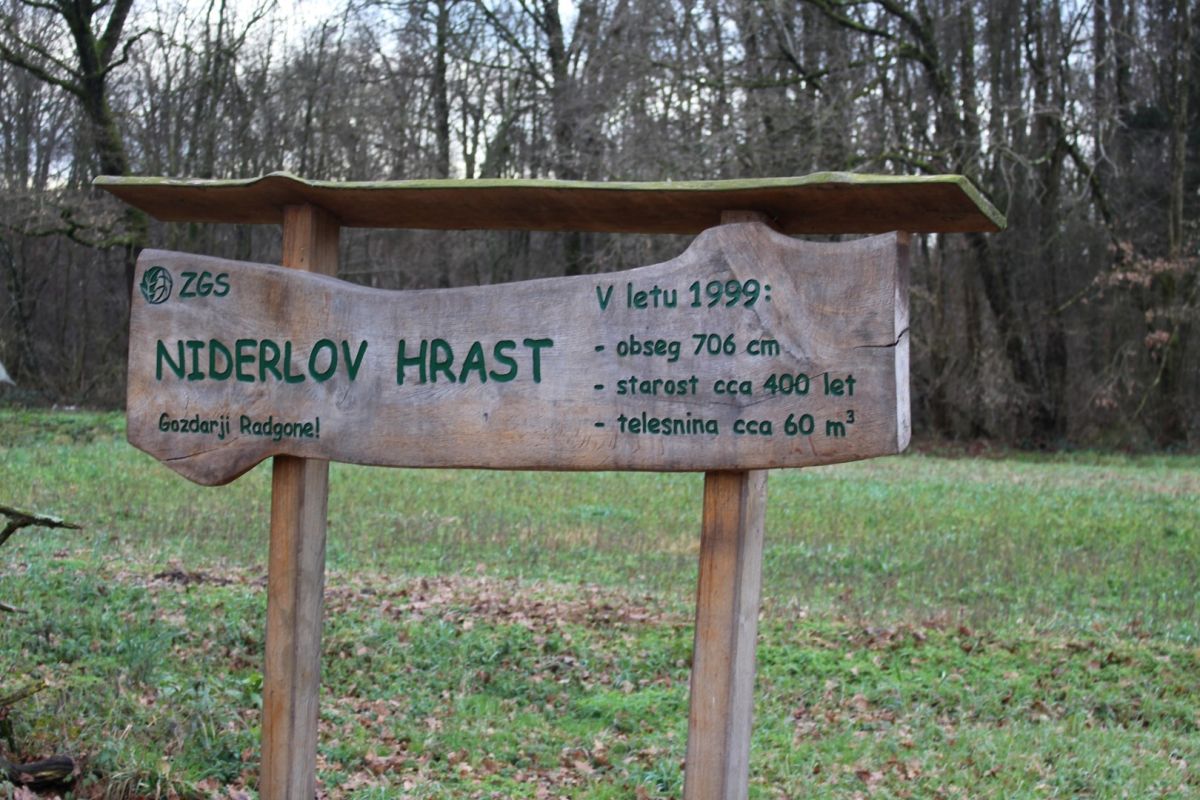 ZGS
NIDERLOV HRAST
Gozdarji Radgone!
V letu 1999:
- obseg 706 cm
- starost cca 400 let
- telesnina cca 60 m³